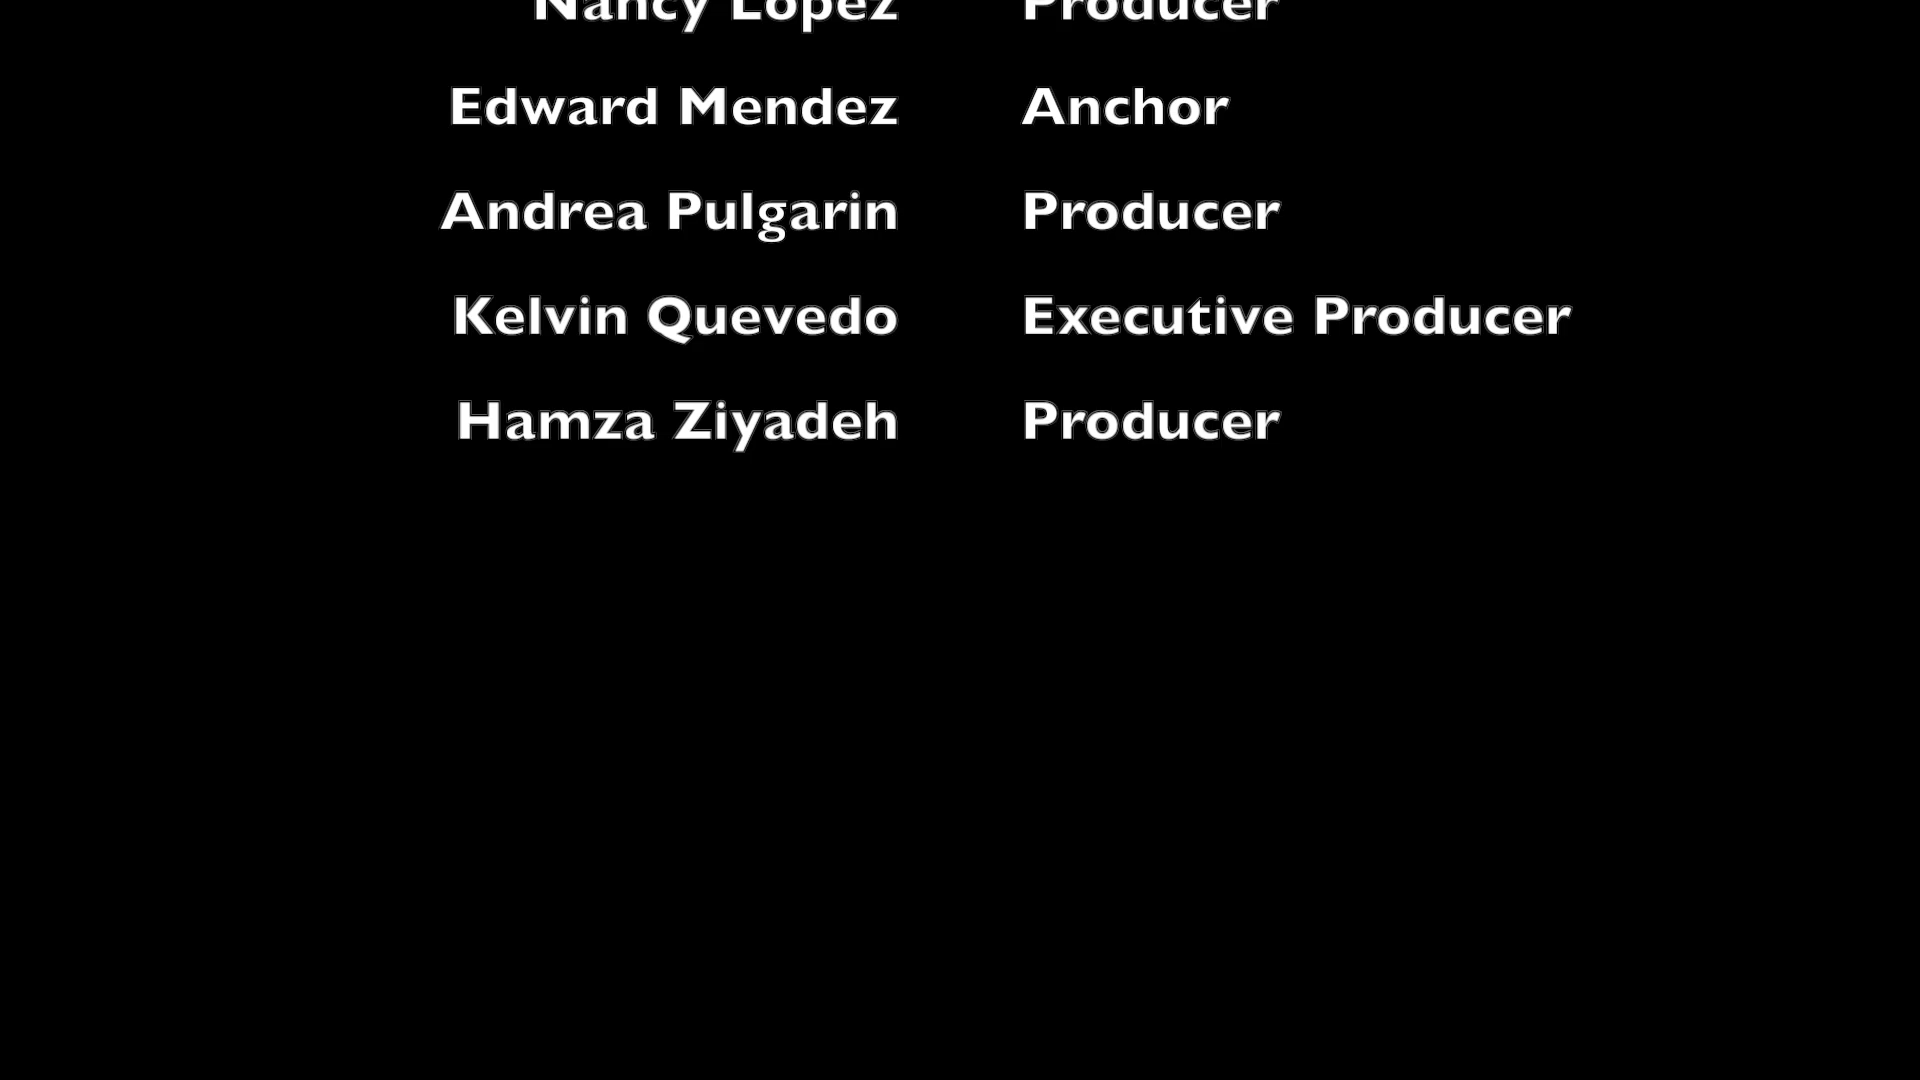 Nancy Lopez Producer
Edward Mendez Anchor
Andrea Pulgarin Producer
Kelvin Quevedo Executive Producer
Hamza Ziyadeh Producer